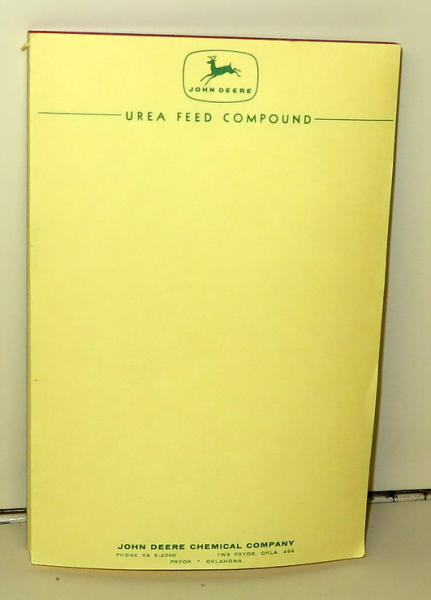 JOHN DEERE
UREA FEED COMPOUND
JOHN DEERE CHEMICAL COMPANY
PHONE VA 5-2000 TWX PRYOR, OKLA. 464
PRYOR * OKLAHOMA